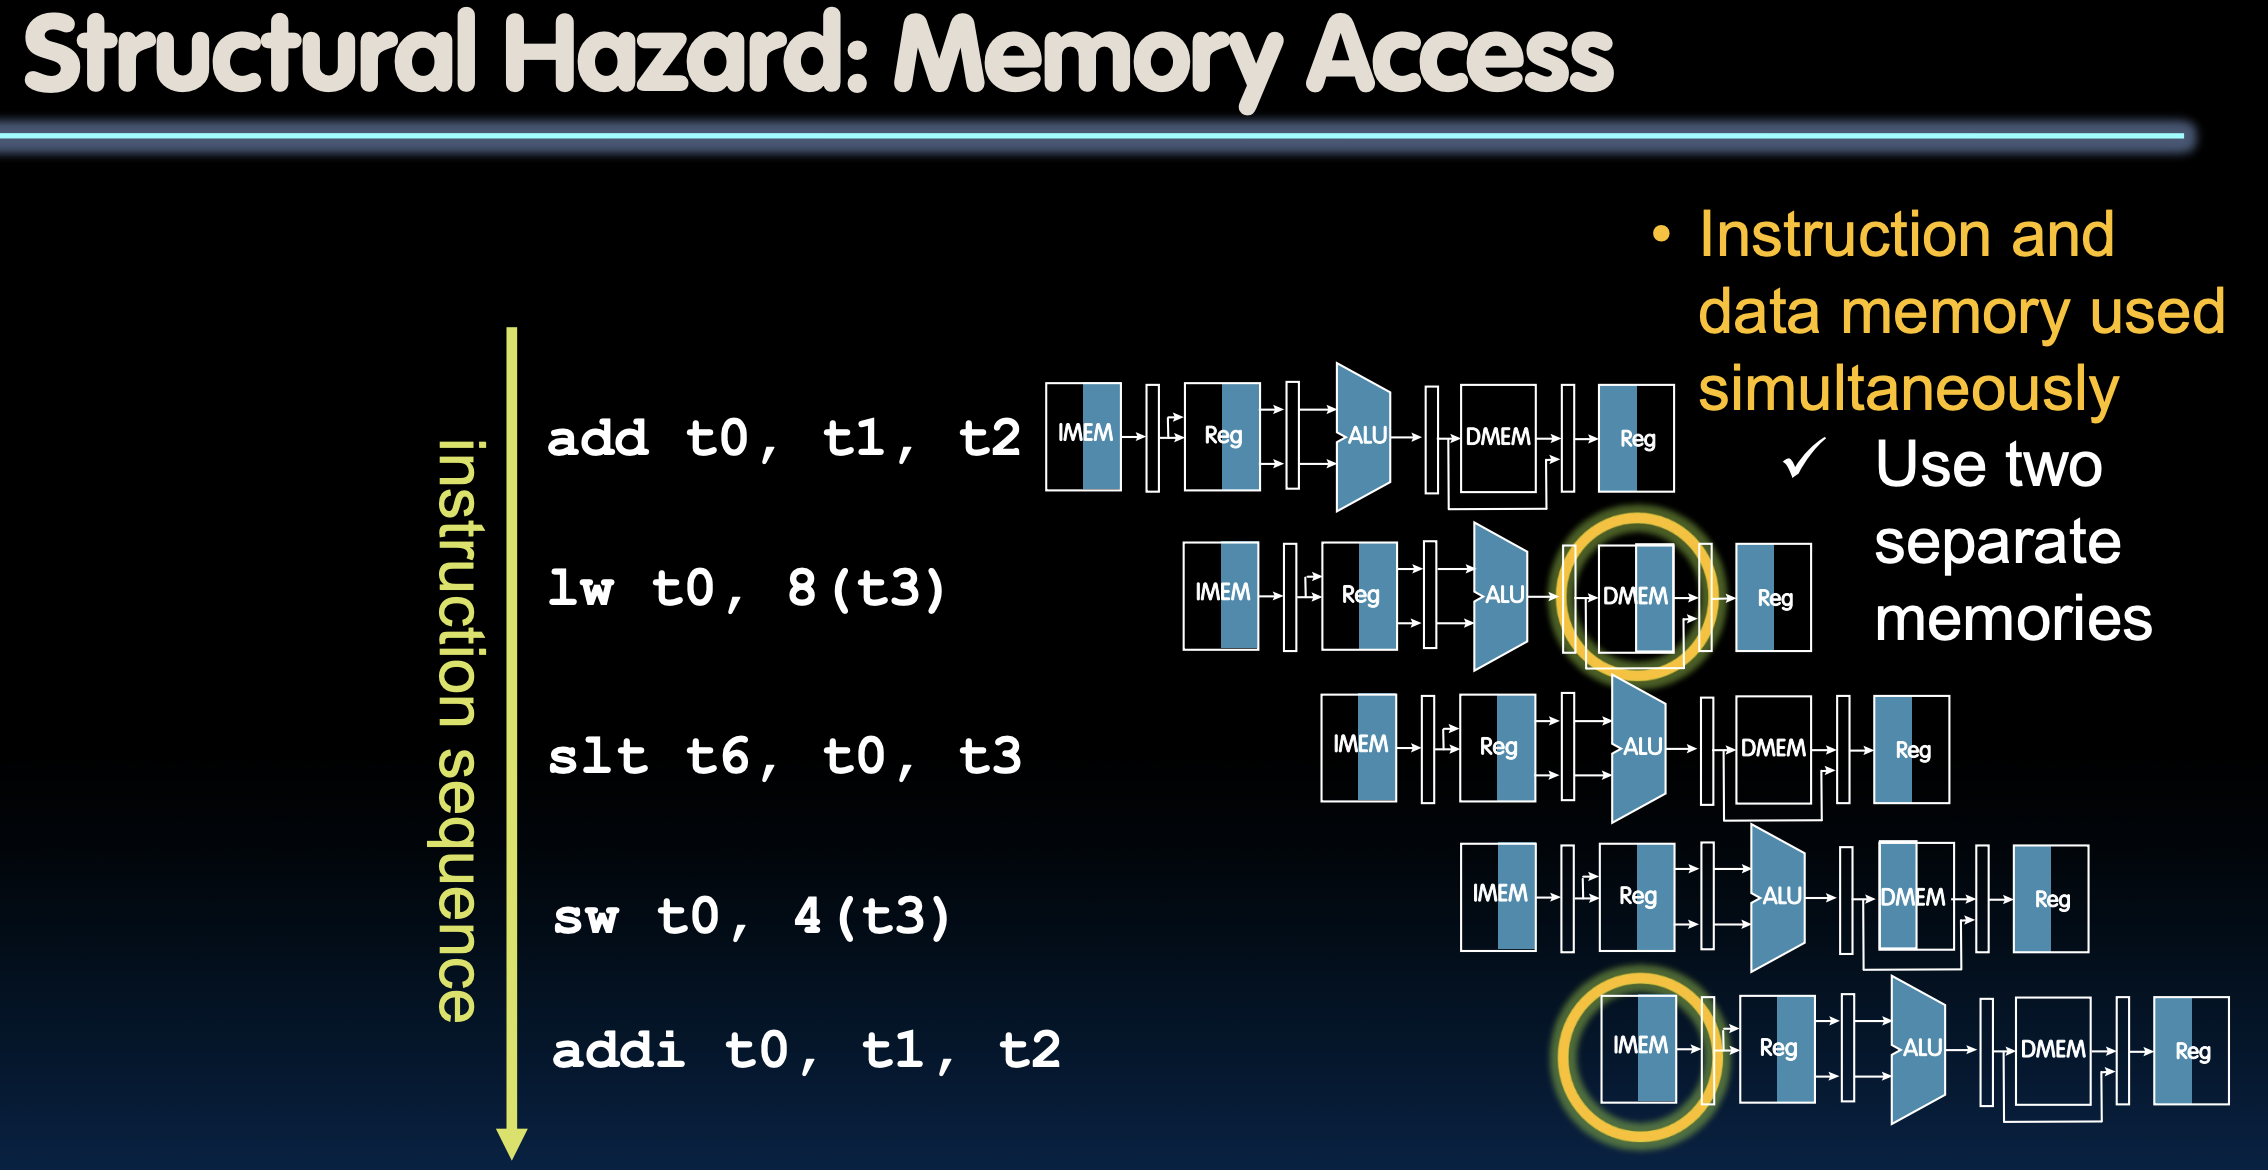 Structural Hazard: Memory Access
• Instruction and
data memory used
simultaneously
✓ Use two
separate
memories
instruction sequence
add t0, t1, t2
IMEM Reg ALU DMEM Reg
lw t0, 8(t3)
IMEM Reg ALU DMEM Reg
slt t6, t0, t3
IMEM Reg ALU DMEM Reg
sw t0, 4(t3)
IMEM Reg ALU DMEM Reg
addi t0, t1, t2
IMEM Reg ALU DMEM Reg